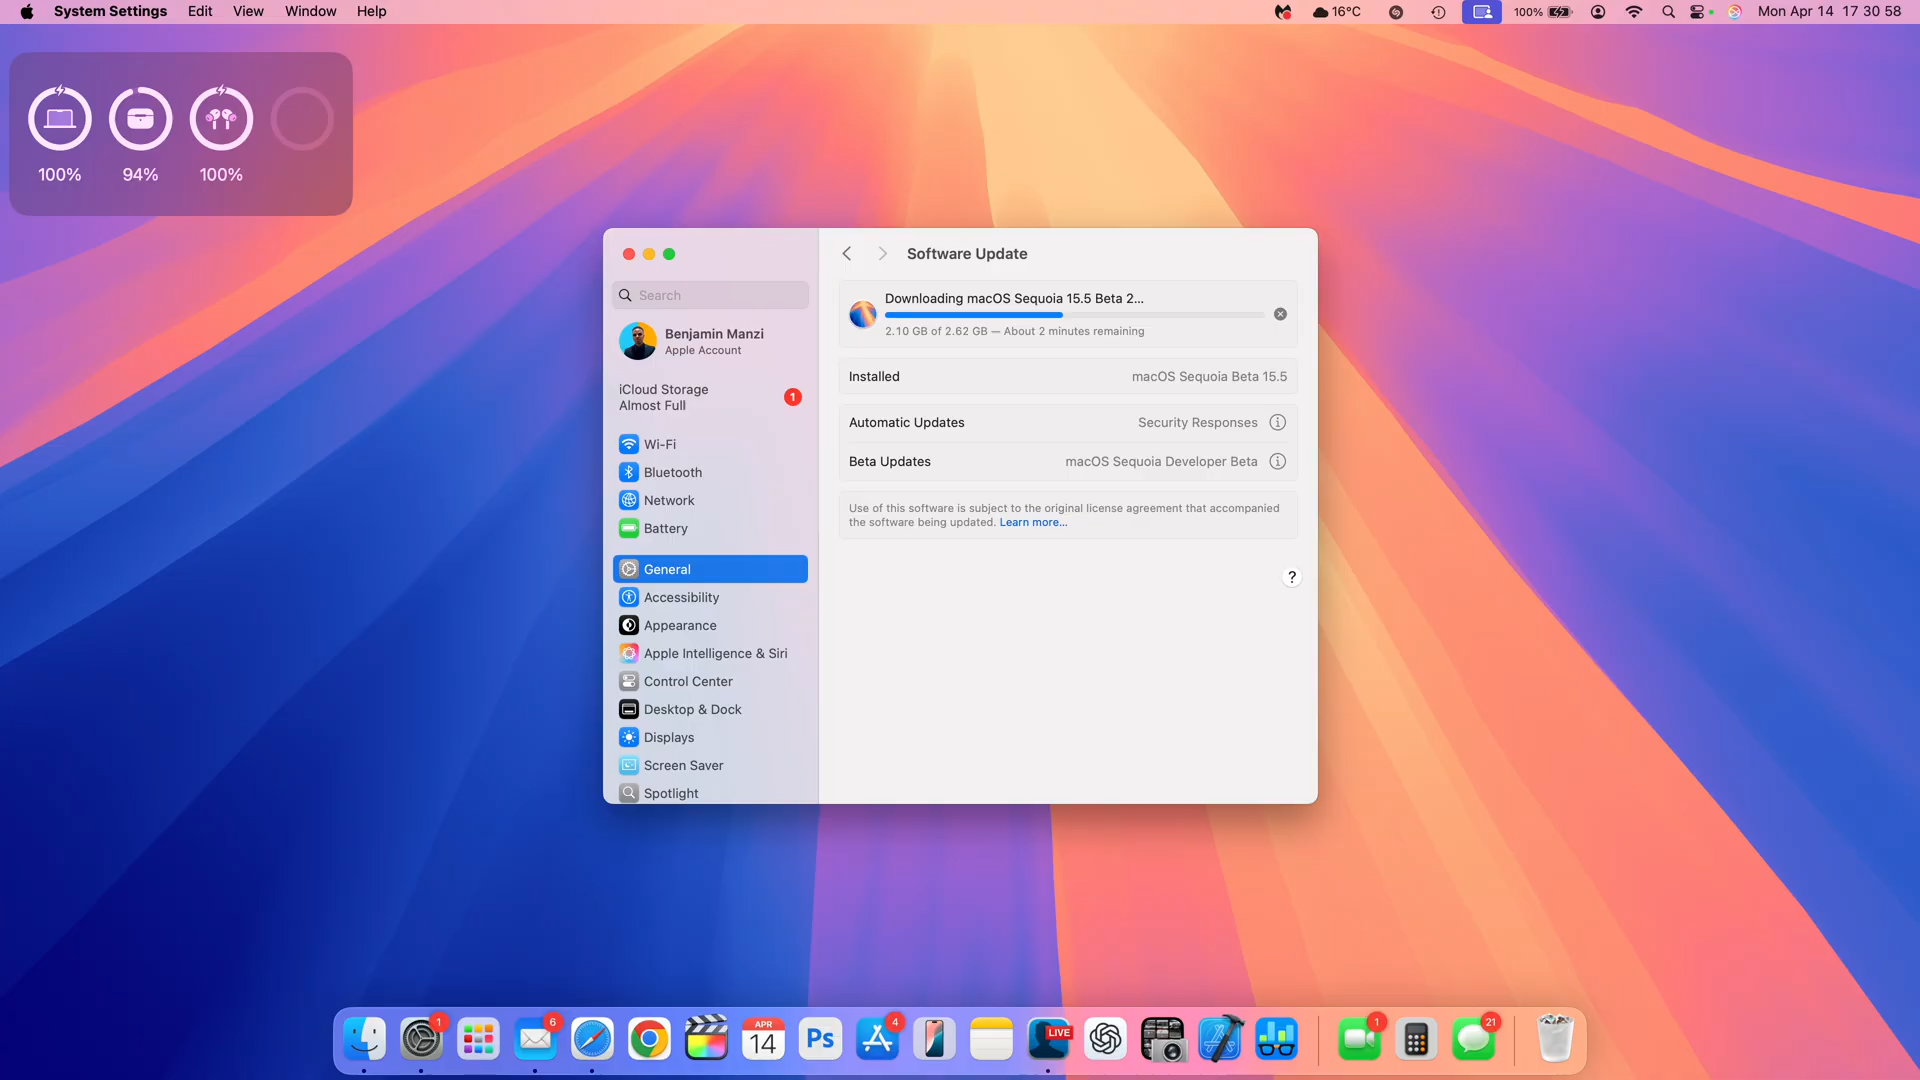 System Settings Edit View Window Help
16°C 100% Mon Apr 14 17 30 58
100% 94% 100%
Software Update
Search
Benjamin Manzi
Apple Account
iCloud Storage
Almost Full
1
Wi-Fi
Bluetooth
Network
Battery
General
Accessibility
Appearance
Apple Intelligence & Siri
Control Center
Desktop & Dock
Displays
Screen Saver
Spotlight
Downloading macOS Sequoia 15.5 Beta 2...
2.10 GB of 2.62 GB — About 2 minutes remaining
Installed macOS Sequoia Beta 15.5
Automatic Updates Security Responses
Beta Updates macOS Sequoia Developer Beta
Use of this software is subject to the original license agreement that accompanied
the software being updated. Learn more...
?
1 6 APR 14 Ps 4 LIVE 1 21